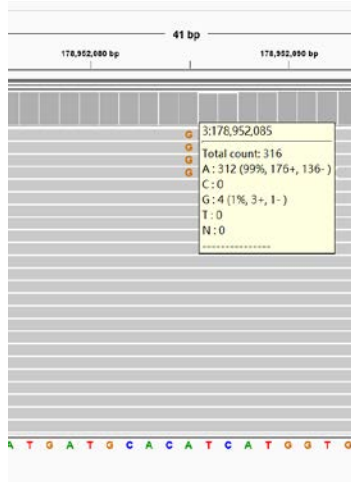 41 bp
178,952,080 bp 178,952,090 bp
G
G
G
G
3:178,952,085
Total count: 316
A : 312 (99%, 176+, 136- )
C : 0
G : 4 (1%, 3+, 1- )
T : 0
N : 0
---------------
A T G A T G C A C A T C A T G G T G